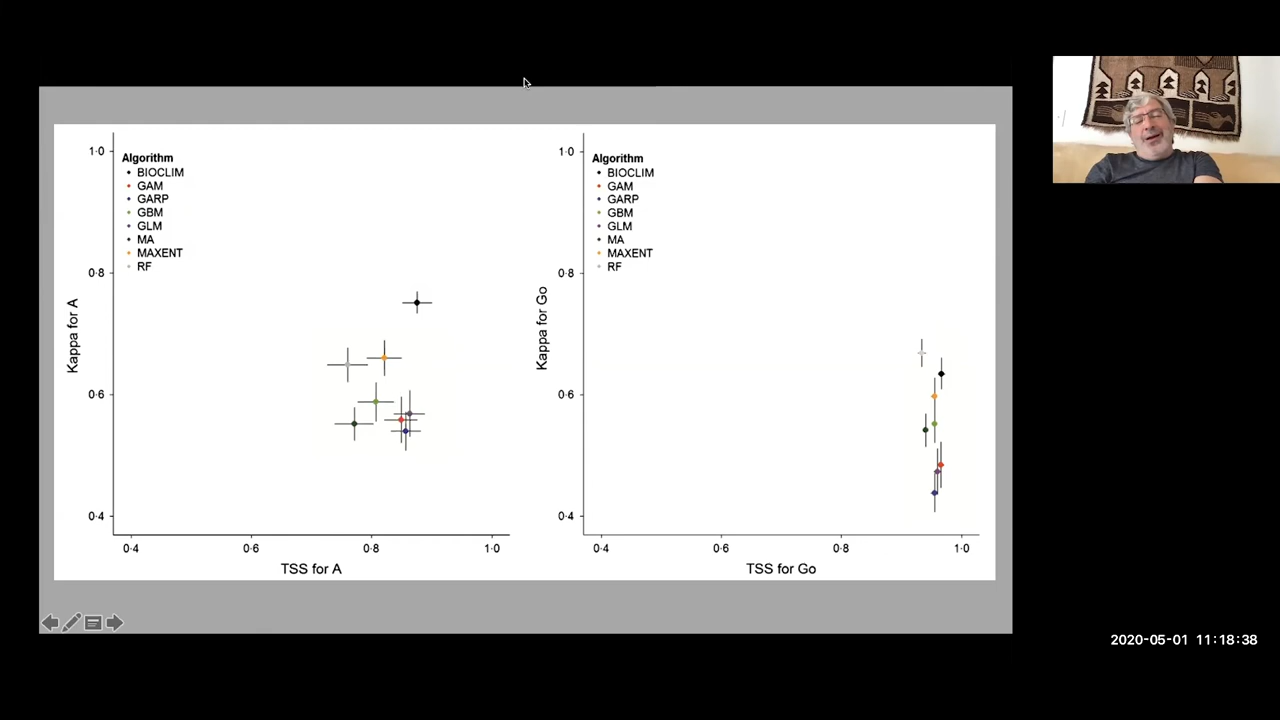 1·0
Algorithm
BIOCLIM
GAM
GARP
GBM
GLM
MA
MAXENT
RF
0·8
Kappa for A
0·6
0·4
0·4 0·6 0·8 1·0
TSS for A
1·0
Algorithm
BIOCLIM
GAM
GARP
GBM
GLM
MA
MAXENT
RF
0·8
Kappa for Go
0·6
0·4
0·4 0·6 0·8 1·0
TSS for Go
2020-05-01 11:18:38